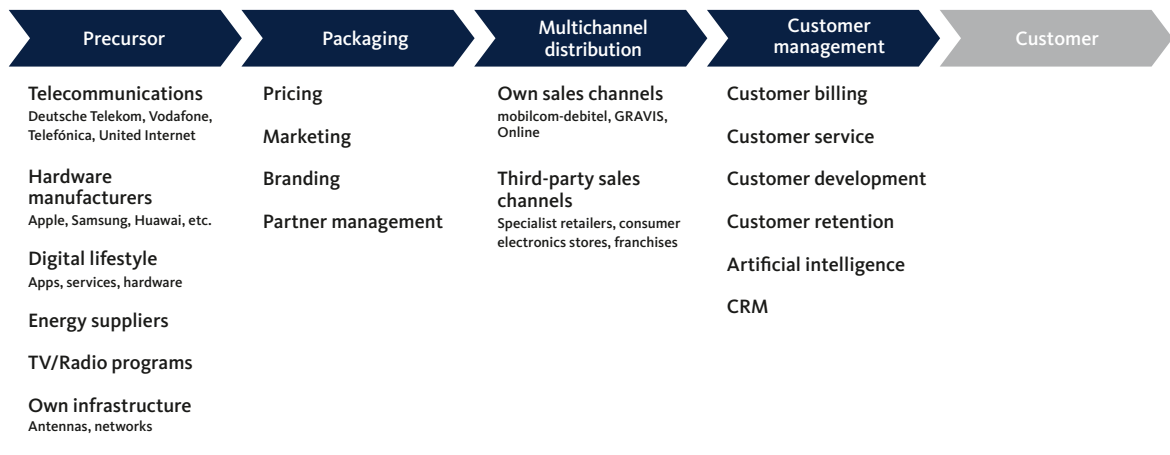 Precursor
Packaging
Multichannel
distribution
Customer
management
Customer
Telecommunications
Deutsche Telekom, Vodafone,
Telefónica, United Internet
Hardware
manufacturers
Apple, Samsung, Huawai, etc.
Digital lifestyle
Apps, services, hardware
Energy suppliers
TV/Radio programs
Own infrastructure
Antennas, networks
Pricing
Marketing
Branding
Partner management
Own sales channels
mobilcom-debitel, GRAVIS,
Online
Third-party sales
channels
Specialist retailers, consumer
electronics stores, franchises
Customer billing
Customer service
Customer development
Customer retention
Artificial intelligence
CRM